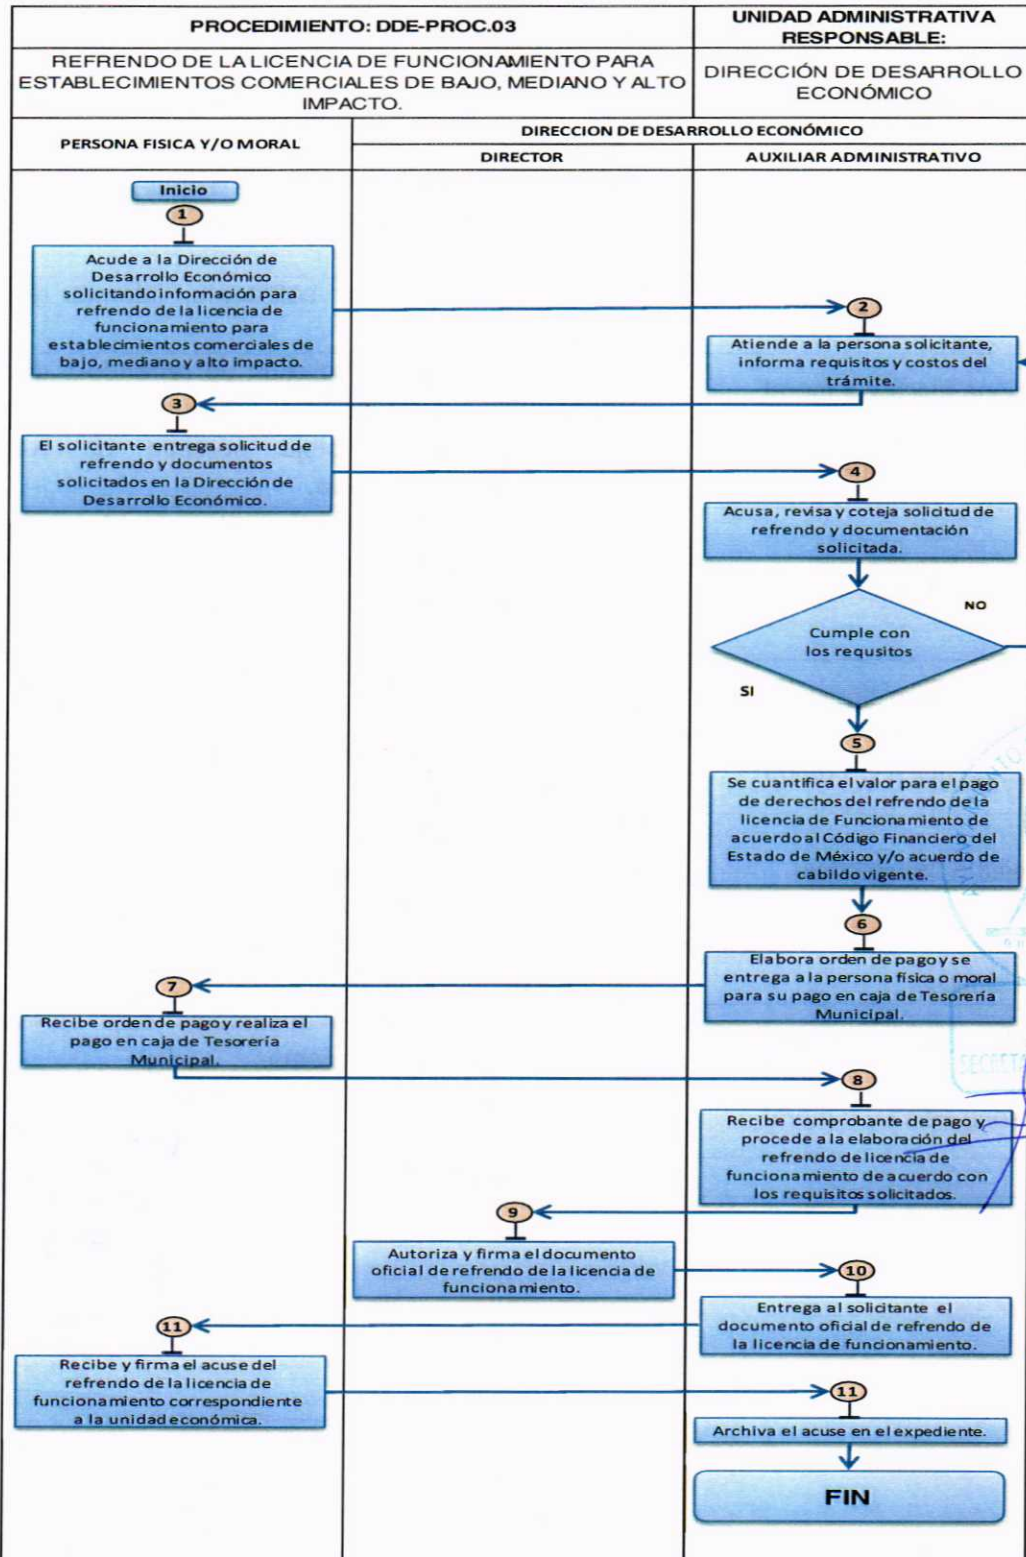 PROCEDIMIENTO: DDE-PROC.03
UNIDAD ADMINISTRATIVA
RESPONSABLE:
REFRENDO DE LA LICENCIA DE FUNCIONAMIENTO PARA
ESTABLECIMIENTOS COMERCIALES DE BAJO, MEDIANO Y ALTO
IMPACTO.
DIRECCIÓN DE DESARROLLO
ECONÓMICO
PERSONA FISICA Y/O MORAL
DIRECCION DE DESARROLLO ECONÓMICO
DIRECTOR
AUXILIAR ADMINISTRATIVO
Inicio
1
Acude a la Dirección de
Desarrollo Económico
solicitando información para
refrendo de la licencia de
funcionamiento para
establecimientos comerciales de
bajo, mediano y alto impacto.
2
Atiende a la persona solicitante,
informa requisitos y costos del
trámite.
3
El solicitante entrega solicitud de
refrendo y documentos
solicitados en la Dirección de
Desarrollo Económico.
4
Acusa, revisa y coteja solicitud de
refrendo y documentación
solicitada.
Cumple con
los requsitos
NO
SI
5
Se cuantifica el valor para el pago
de derechos del refrendo de la
licencia de Funcionamiento de
acuerdo al Código Financiero del
Estado de México y/o acuerdo de
cabildo vigente.
6
Elabora orden de pago y se
entrega a la persona física o moral
para su pago en caja de Tesorería
Municipal.
7
Recibe orden de pago y realiza el
pago en caja de Tesorería
Municipal.
8
Recibe comprobante de pago y
procede a la elaboración del
refrendo de licencia de
funcionamiento de acuerdo con
los requisitos solicitados.
9
Autoriza y firma el documento
oficial de refrendo de la licencia de
funcionamiento.
10
Entrega al solicitante el
documento oficial de refrendo de
la licencia de funcionamiento.
11
Recibe y firma el acuse del
refrendo de la licencia de
funcionamiento correspondiente
a la unidad económica.
11
Archiva el acuse en el expediente.
FIN